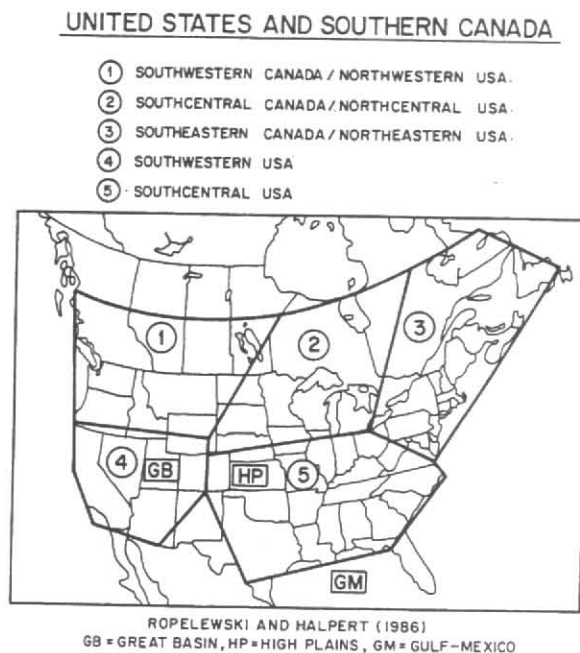 UNITED STATES AND SOUTHERN CANADA
① SOUTHWESTERN CANADA/NORTHWESTERN USA.
② SOUTHCENTRAL CANADA/NORTHCENTRAL USA.
③ SOUTHEASTERN CANADA/NORTHEASTERN USA.
④ SOUTHWESTERN USA
⑤ SOUTHCENTRAL USA
① ② ③
④ GB HP ⑤
GM
ROPELEWSKI AND HALPERT (1986)
GB = GREAT BASIN, HP = HIGH PLAINS, GM = GULF-MEXICO